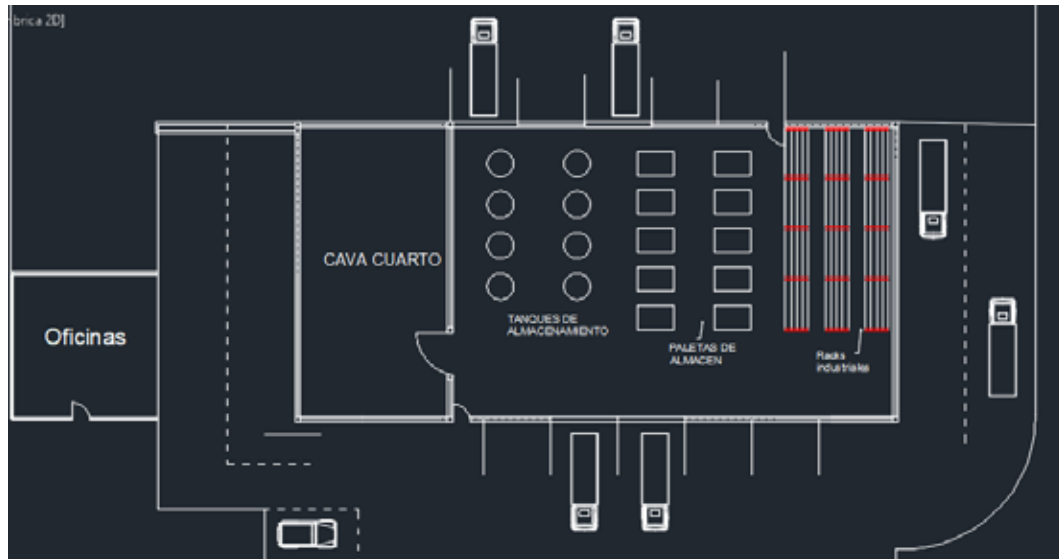 brica 2D]
CAVA CUARTO
Oficinas
TANQUES DE
ALMACENAMIENTO
PALETAS DE
ALMACEN
Racks
industriales